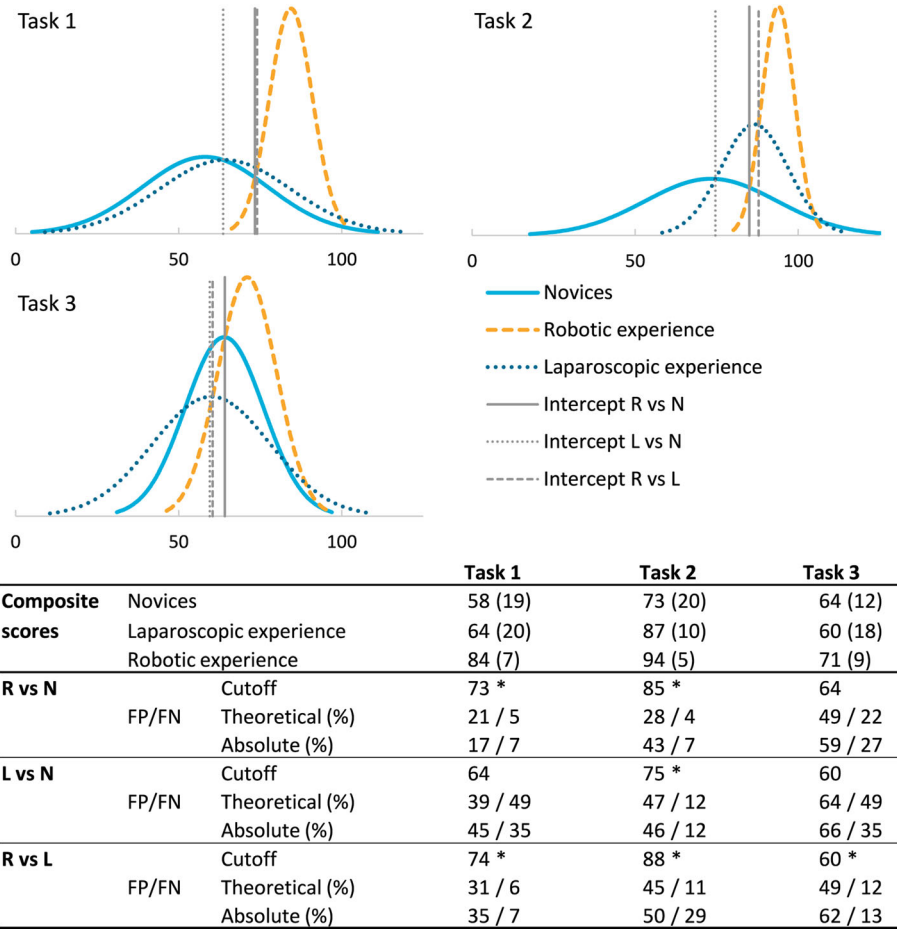 Task 1
Task 2
0 50 100
0 50 100
Task 3
0 50 100
Novices
Robotic experience
Laparoscopic experience
Intercept R vs N
Intercept L vs N
Intercept R vs L
Task 1 Task 2 Task 3
Composite Novices 58 (19) 73 (20) 64 (12)
scores Laparoscopic experience 64 (20) 87 (10) 60 (18)
Robotic experience 84 (7) 94 (5) 71 (9)
R vs N Cutoff 73 * 85 * 64
FP/FN Theoretical (%) 21 / 5 28 / 4 49 / 22
Absolute (%) 17 / 7 43 / 7 59 / 27
L vs N Cutoff 64 75 * 60
FP/FN Theoretical (%) 39 / 49 47 / 12 64 / 49
Absolute (%) 45 / 35 46 / 12 66 / 35
R vs L Cutoff 74 * 88 * 60 *
FP/FN Theoretical (%) 31 / 6 45 / 11 49 / 12
Absolute (%) 35 / 7 50 / 29 62 / 13